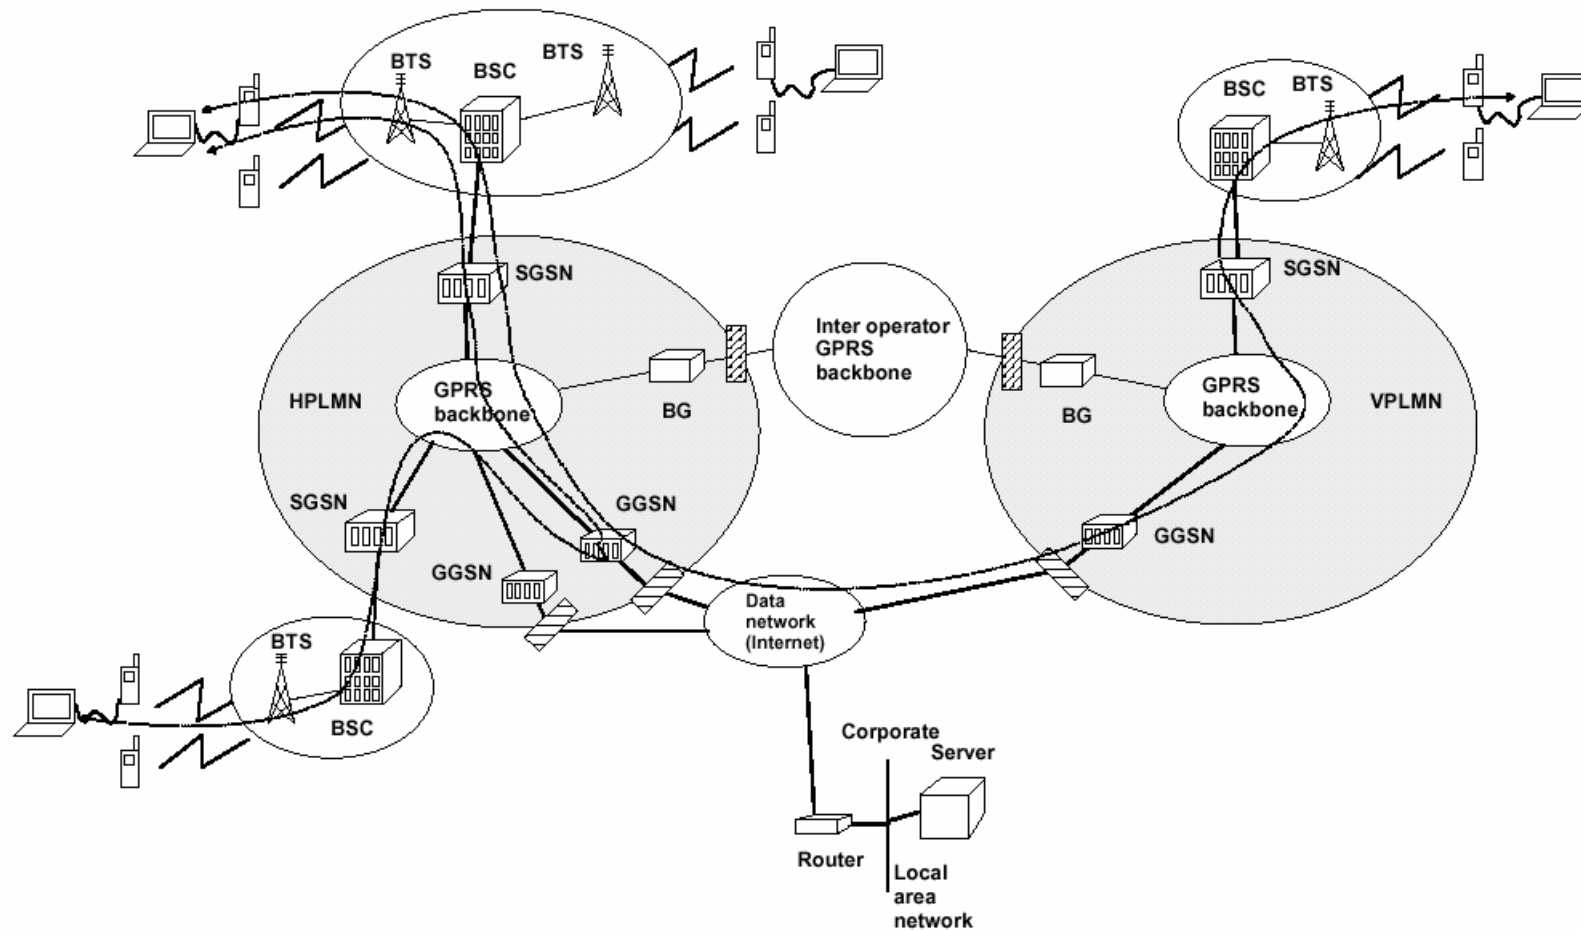 BTS
BSC
BTS
BSC
BTS
SGSN
SGSN
Inter operator
GPRS
backbone
HPLMN
GPRS
backbone
BG
BG
GPRS
backbone
VPLMN
SGSN
GGSN
GGSN
GGSN
Data
network
(Internet)
BTS
BSC
Corporate
Server
Router
Local
area
network